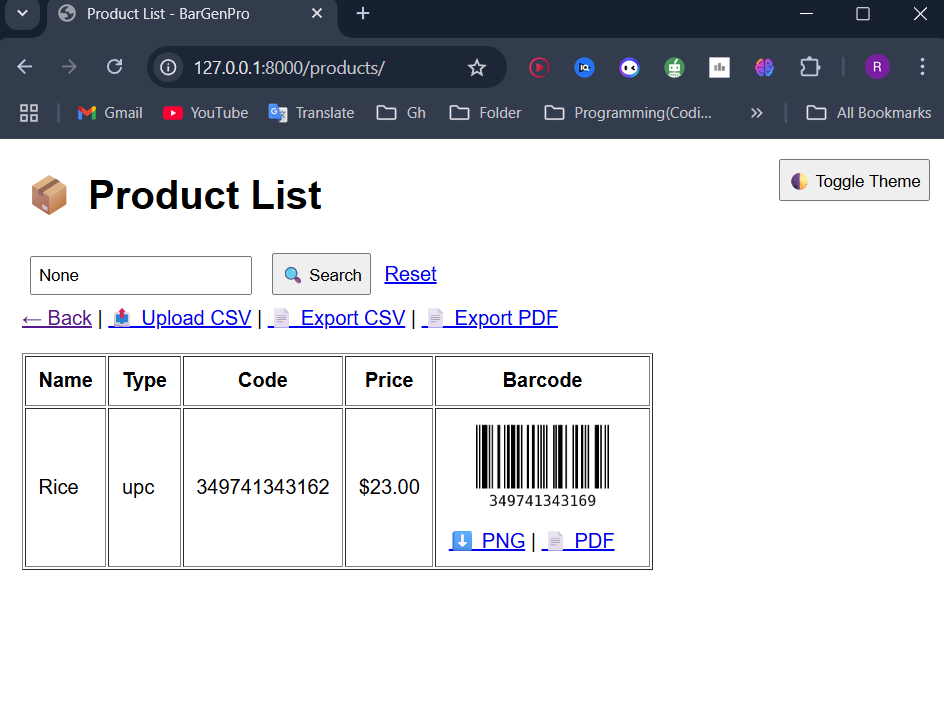 Product List - BarGenPro
127.0.0.1:8000/products/
R
Gmail YouTube Translate Gh Folder Programming(Codi... » All Bookmarks
📦 Product List
🌓 Toggle Theme
None 🔍 Search Reset
← Back | 📤 Upload CSV | 📄 Export CSV | 📄 Export PDF
Name Type Code Price Barcode
Rice upc 349741343162 $23.00
349741343169
⬇️ PNG | 📄 PDF